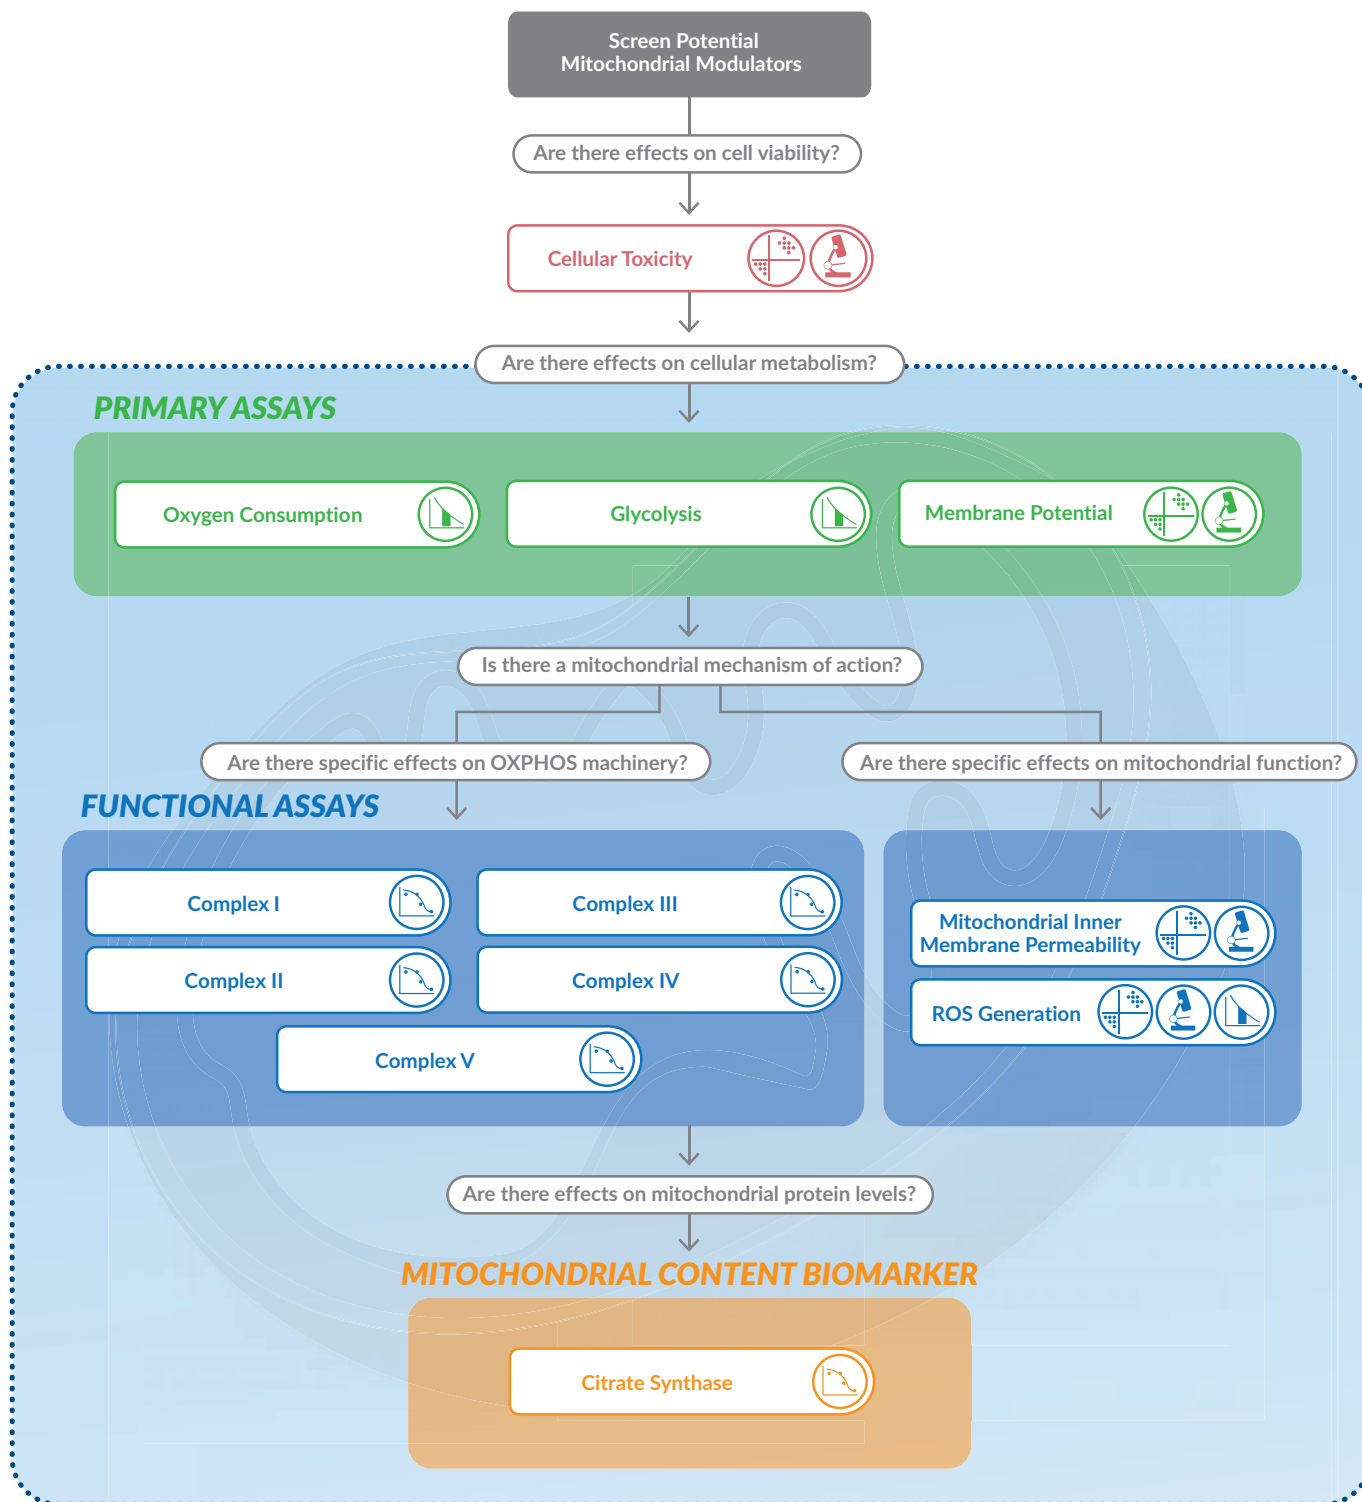 Screen Potential
Mitochondrial Modulators
Are there effects on cell viability?
Cellular Toxicity
Are there effects on cellular metabolism?
PRIMARY ASSAYS
Oxygen Consumption
Glycolysis
Membrane Potential
Is there a mitochondrial mechanism of action?
Are there specific effects on OXPHOS machinery?
Are there specific effects on mitochondrial function?
FUNCTIONAL ASSAYS
Complex I
Complex III
Complex II
Complex IV
Complex V
Mitochondrial Inner
Membrane Permeability
ROS Generation
Are there effects on mitochondrial protein levels?
MITOCHONDRIAL CONTENT BIOMARKER
Citrate Synthase